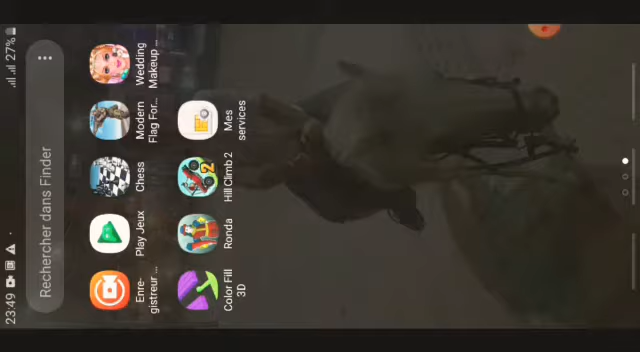 23:49
27%
Rechercher dans Finder
Enre-
gistreur ...
Play Jeux
Chess
Modern
Flag For...
Wedding
Makeup ...
Color Fill
3D
Ronda
Hill Climb 2
Mes
services